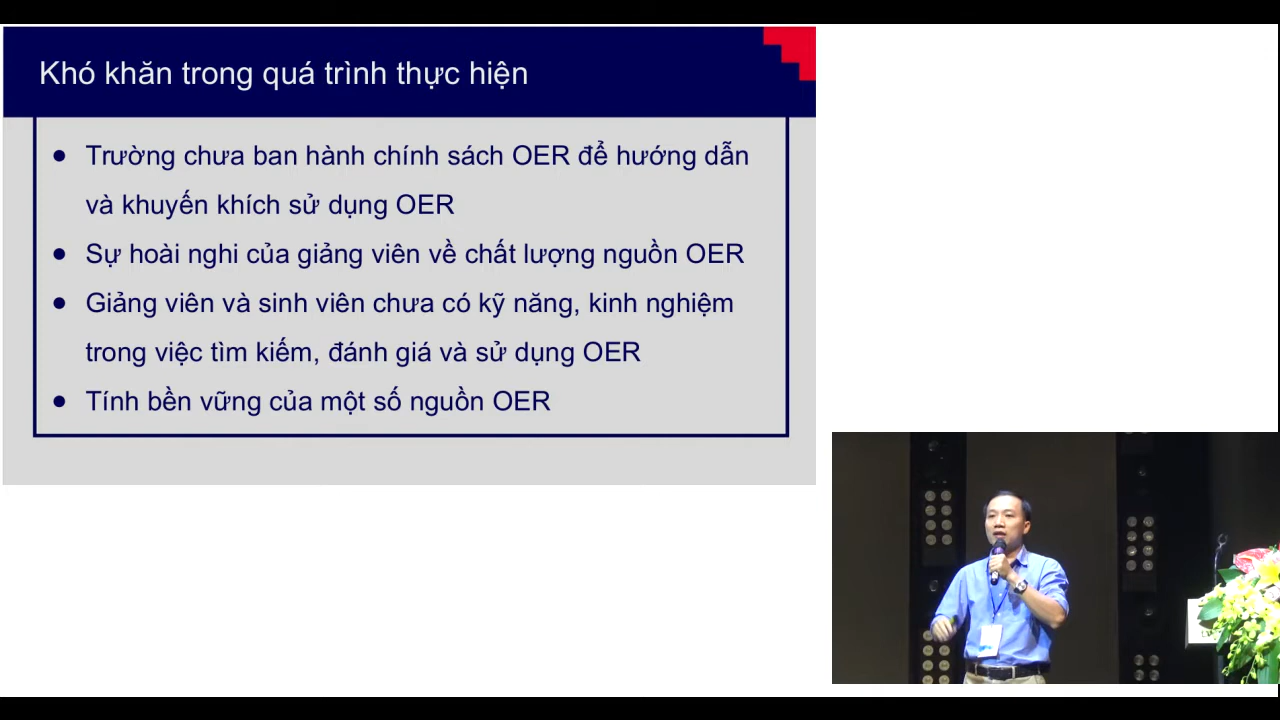 Khó khăn trong quá trình thực hiện
● Trường chưa ban hành chính sách OER để hướng dẫn
và khuyến khích sử dụng OER
● Sự hoài nghi của giảng viên về chất lượng nguồn OER
● Giảng viên và sinh viên chưa có kỹ năng, kinh nghiệm
trong việc tìm kiếm, đánh giá và sử dụng OER
● Tính bền vững của một số nguồn OER